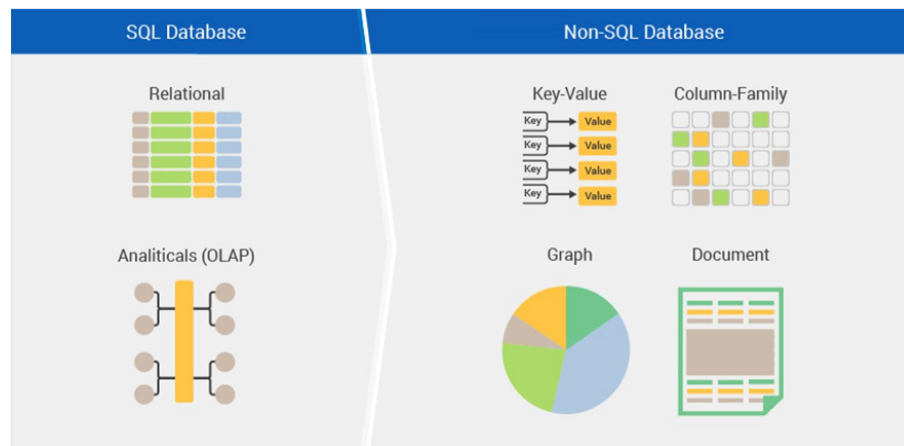 SQL Database
Non-SQL Database
Relational
Analiticals (OLAP)
Key-Value
Key
Value
Key
Value
Key
Value
Key
Value
Column-Family
Graph
Document